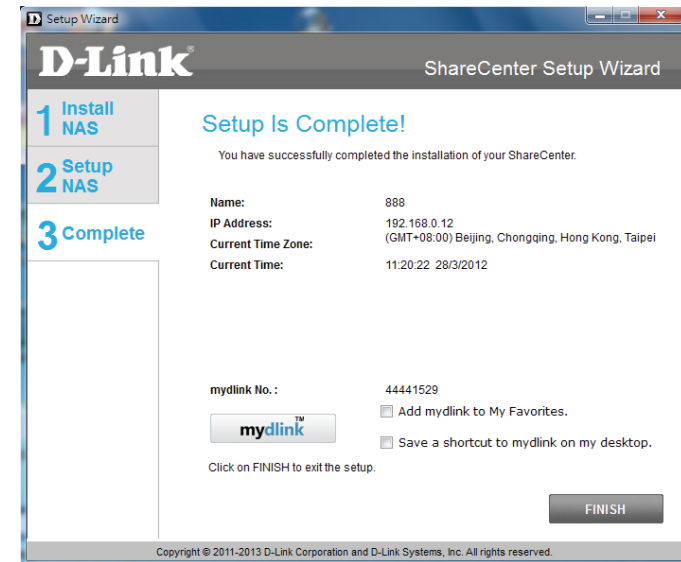 Setup Wizard
D-Link®
ShareCenter Setup Wizard
1 Install NAS
2 Setup NAS
3 Complete
Setup Is Complete!
You have successfully completed the installation of your ShareCenter.
Name: 888
IP Address: 192.168.0.12
Current Time Zone: (GMT+08:00) Beijing, Chongqing, Hong Kong, Taipei
Current Time: 11:20:22 28/3/2012
mydlink No. : 44441529
mydlink™
Add mydlink to My Favorites.
Save a shortcut to mydlink on my desktop.
Click on FINISH to exit the setup.
FINISH
Copyright © 2011-2013 D-Link Corporation and D-Link Systems, Inc. All rights reserved.